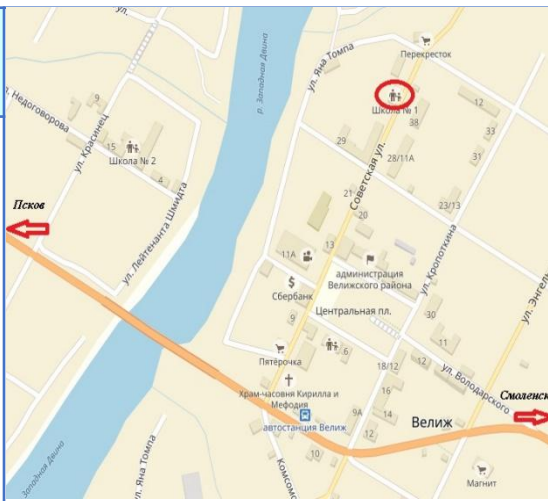 Перекресток
ул. Яна Томпа
р. Западная Двина
Школа № 1
9
12
38
33
ул. Недоговорова
ул. Красинец
15
Школа № 2
29
28/11А
31
4
Советская ул.
Псков
ул. Лейтенанта Шмидта
21
20
23/13
ул. Кропоткина
13
11А
администрация
Велижского района
Сбербанк
ул. Энгель
9
Центральная пл.
30
11
Пятёрочка
6
18/12
12
ул. Володарского
Храм-часовня Кирилла и
Мефодия
16
Смоленск
автостанция Велиж
9А
14
Велиж
12
10
Западная Двина
ул. Яна Томпа
Комсомо
Магнит